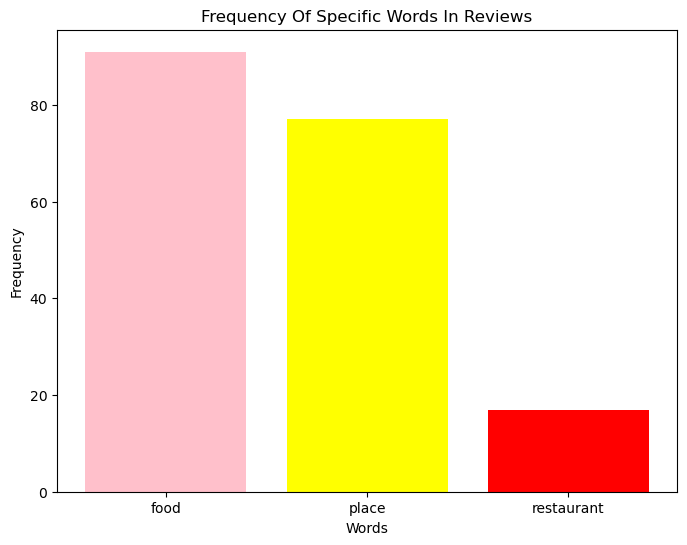 Frequency Of Specific Words In Reviews
Frequency
80
60
40
20
0
food place restaurant
Words